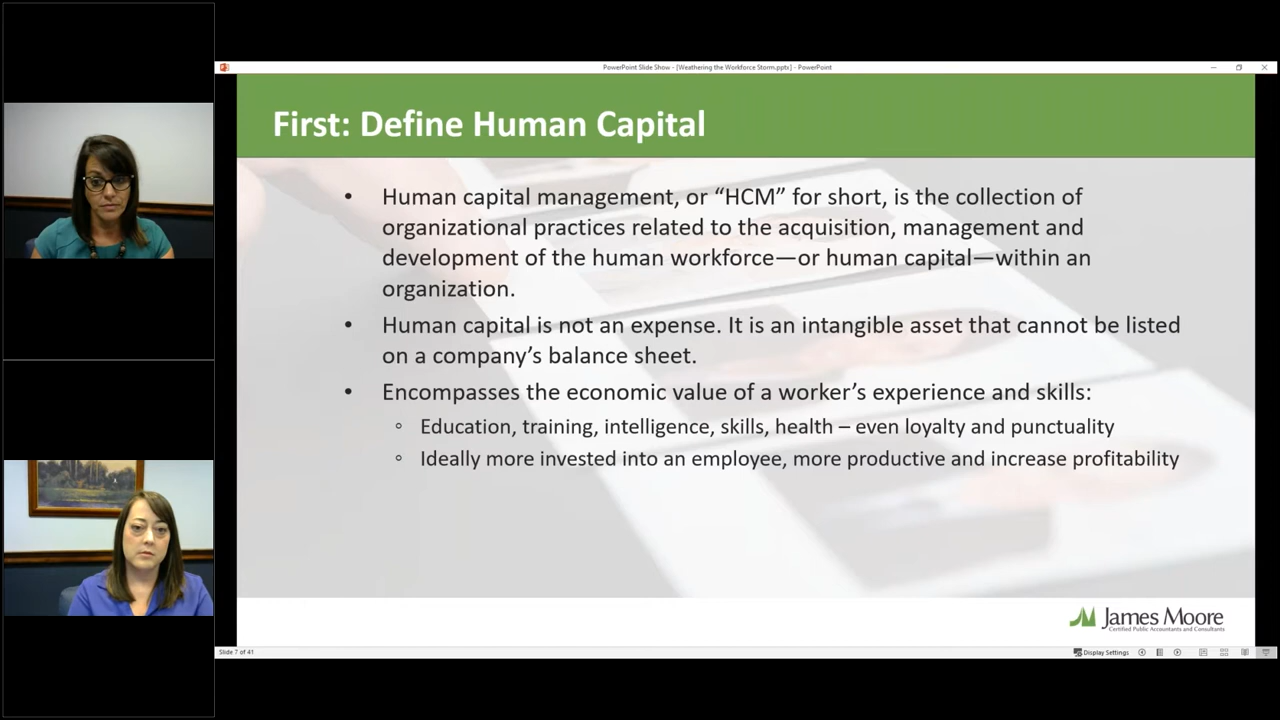 PowerPoint Slide Show - [Weathering the Workforce Storm.pptx] - PowerPoint
First: Define Human Capital
• Human capital management, or “HCM” for short, is the collection of
organizational practices related to the acquisition, management and
development of the human workforce—or human capital—within an
organization.
• Human capital is not an expense. It is an intangible asset that cannot be listed
on a company’s balance sheet.
• Encompasses the economic value of a worker’s experience and skills:
◦ Education, training, intelligence, skills, health – even loyalty and punctuality
◦ Ideally more invested into an employee, more productive and increase profitability
James Moore
Certified Public Accountants and Consultants
Slide 7 of 41
Display Settings